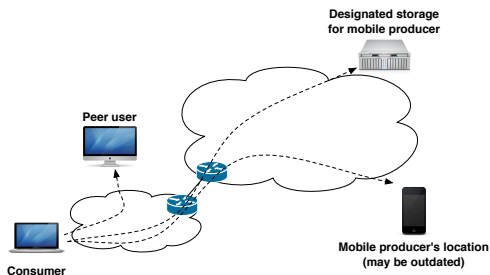 Designated storage
for mobile producer
Peer user
Mobile producer's location
(may be outdated)
Consumer